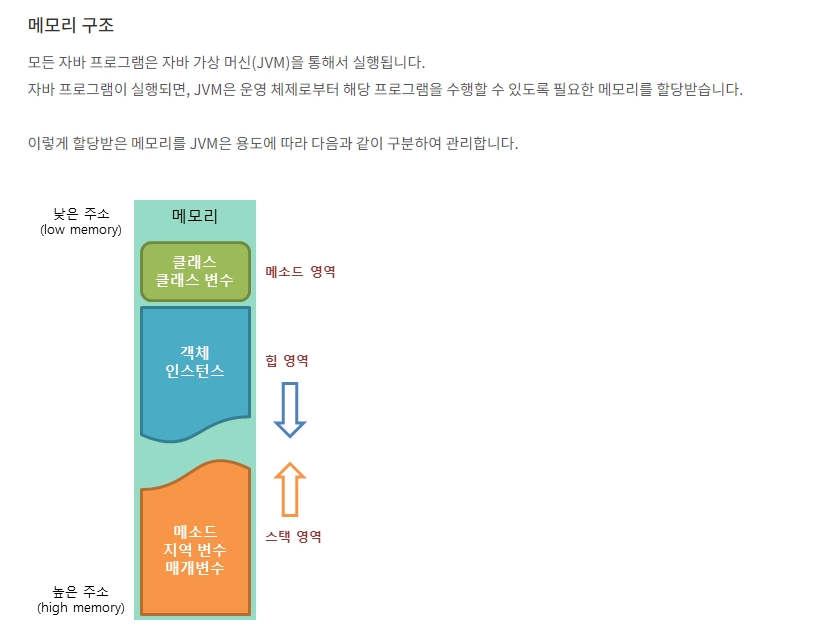 메모리 구조
모든 자바 프로그램은 자바 가상 머신(JVM)을 통해서 실행됩니다.
자바 프로그램이 실행되면, JVM은 운영 체제로부터 해당 프로그램을 수행할 수 있도록 필요한 메모리를 할당받습니다.
이렇게 할당받은 메모리를 JVM은 용도에 따라 다음과 같이 구분하여 관리합니다.
낮은 주소
(low memory)
메모리
클래스
클래스 변수
메소드 영역
객체
인스턴스
힙 영역
메소드
지역 변수
매개변수
스택 영역
높은 주소
(high memory)